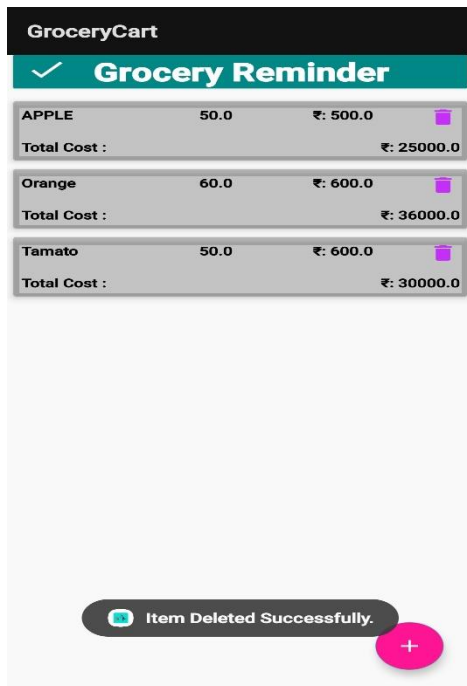 GroceryCart
Grocery Reminder
APPLE 50.0 ₹: 500.0
Total Cost : ₹: 25000.0
Orange 60.0 ₹: 600.0
Total Cost : ₹: 36000.0
Tamato 50.0 ₹: 600.0
Total Cost : ₹: 30000.0
Item Deleted Successfully.
+